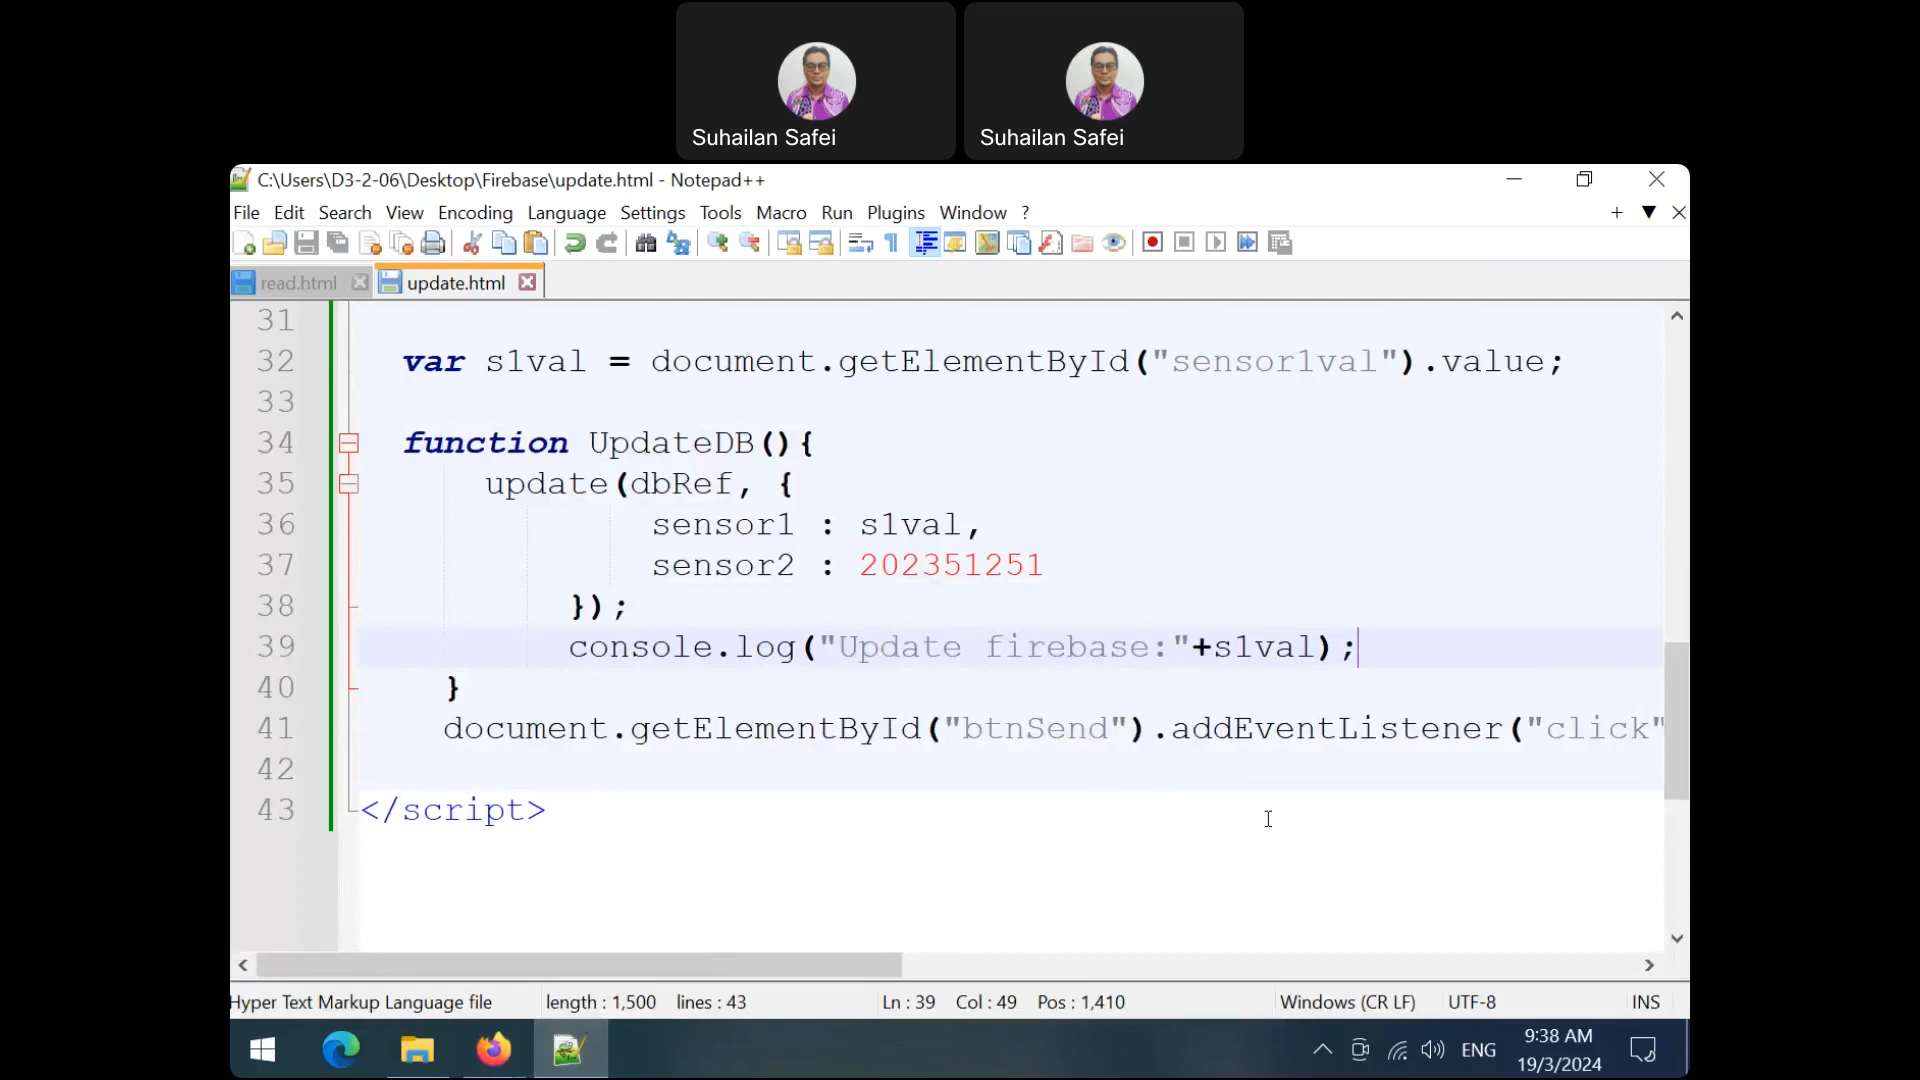 Suhailan Safei
Suhailan Safei
C:\Users\D3-2-06\Desktop\Firebase\update.html - Notepad++
File Edit Search View Encoding Language Settings Tools Macro Run Plugins Window ?
read.html update.html
31
32 var s1val = document.getElementById("sensor1val").value;
33
34 function UpdateDB(){
35 update(dbRef, {
36 sensor1 : s1val,
37 sensor2 : 202351251
38 });
39 console.log("Update firebase:"+s1val);
40 }
41 document.getElementById("btnSend").addEventListener("click"
42
43 </script>
Hyper Text Markup Language file length : 1,500 lines : 43 Ln : 39 Col : 49 Pos : 1,410 Windows (CR LF) UTF-8 INS
ENG
9:38 AM
19/3/2024